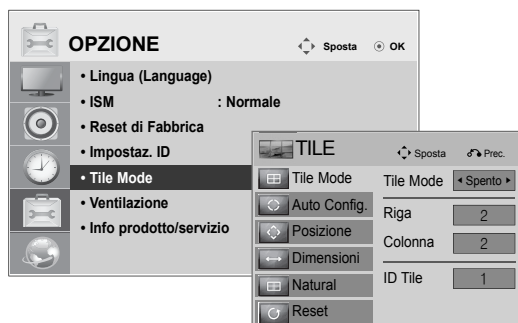 OPZIONE Sposta OK
• Lingua (Language)
• ISM : Normale
• Reset di Fabbrica
• Impostaz. ID
• Tile Mode
• Ventilazione
• Info prodotto/servizio
TILE Sposta Prec.
Tile Mode
Auto Config.
Posizione
Dimensioni
Natural
Reset
Tile Mode Spento
Riga 2
Colonna 2
ID Tile 1